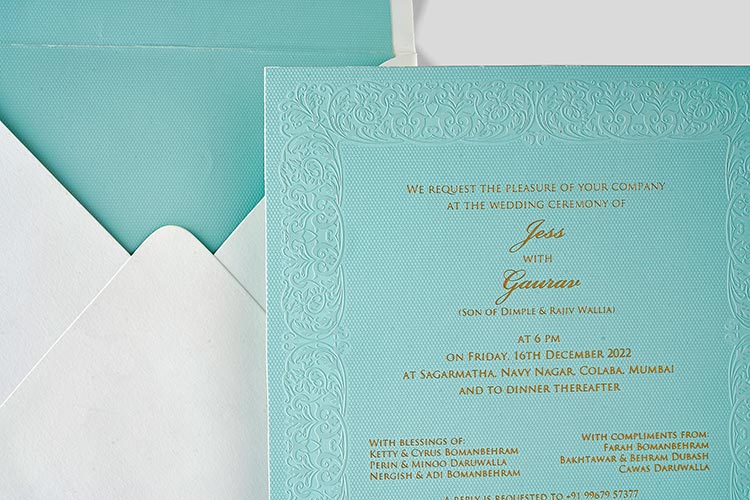 We request the pleasure of your company
at the wedding ceremony of
Jess
with
Gaurav
(Son of Dimple & Rajiv Wallia)
at 6 pm
on Friday, 16th December 2022
at Sagarmatha, Navy Nagar, Colaba, Mumbai
and to dinner thereafter
With blessings of:
Ketty & Cyrus Bomanbehram
Perin & Minoo Daruwalla
Nergish & Adi Bomanbehram
With compliments from:
Farah Bomanbehram
Bakhtawar & Behram Dubash
Cawas Daruwalla
A reply is requested to +91 99679 57377